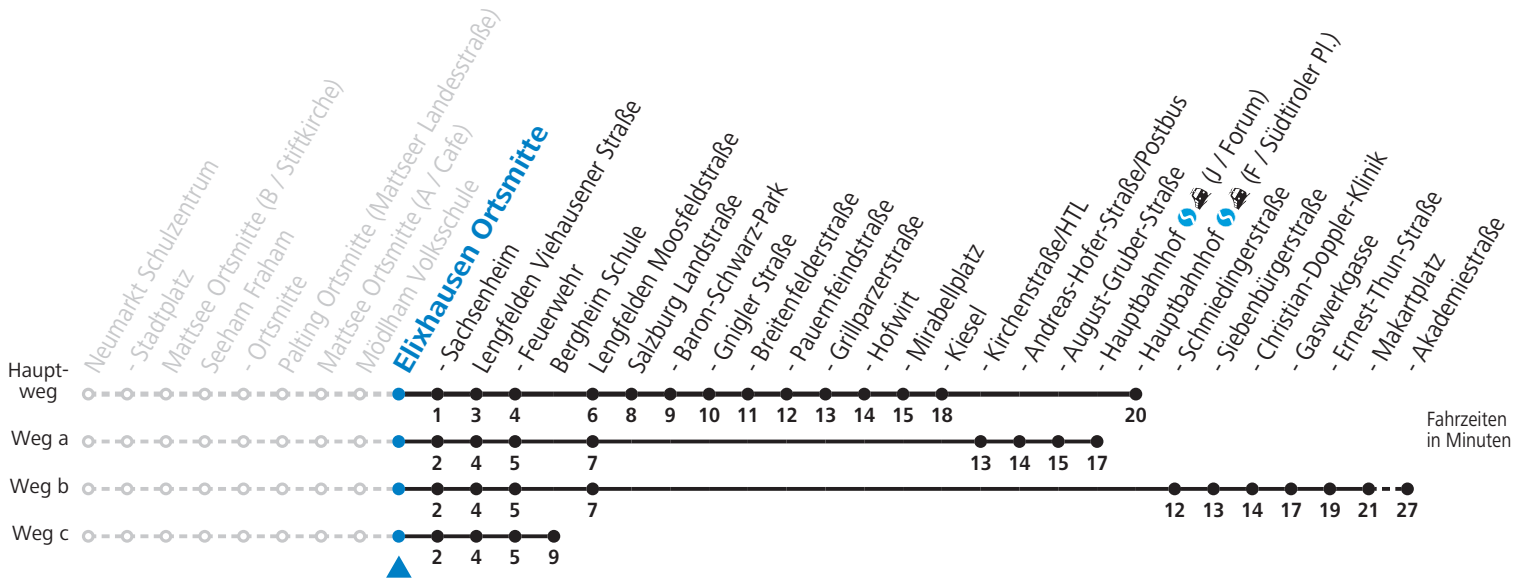 Neumarkt Schulzentrum
- Stadtplatz
Mattsee Ortsmitte (B / Stiftkirche)
Seeham Fraham
- Ortsmitte
Palting Ortsmitte (Mattseer Landesstraße)
Mattsee Ortsmitte (A / Cafe)
Mödlham Volksschule
Elixhausen Ortsmitte
- Sachsenheim
Lengfelden Viehausener Straße
- Feuerwehr
Bergheim Schule
Lengfelden Moosfeldstraße
Salzburg Landstraße
- Baron-Schwarz-Park
- Gnigler Straße
- Breitenfelderstraße
- Pauernfeindstraße
- Grillparzerstraße
- Hofwirt
- Mirabellplatz
- Kiesel
- Kirchenstraße/HTL
- Andreas-Hofer-Straße/Postbus
- August-Gruber-Straße
- Hauptbahnhof (J / Forum)
- Hauptbahnhof (F / Südtiroler Pl.)
- Schmiedingerstraße
- Siebenbürgerstraße
- Christian-Doppler-Klinik
- Gaswerkgasse
- Ernest-Thun-Straße
- Makartplatz
- Akademiestraße
Haupt-
weg
1 3 4 6 8 9 10 11 12 13 14 15 18 20
Weg a
2 4 5 7 13 14 15 17
Weg b
2 4 5 7 12 13 14 17 19 21 27
Weg c
2 4 5 9
Fahrzeiten
in Minuten